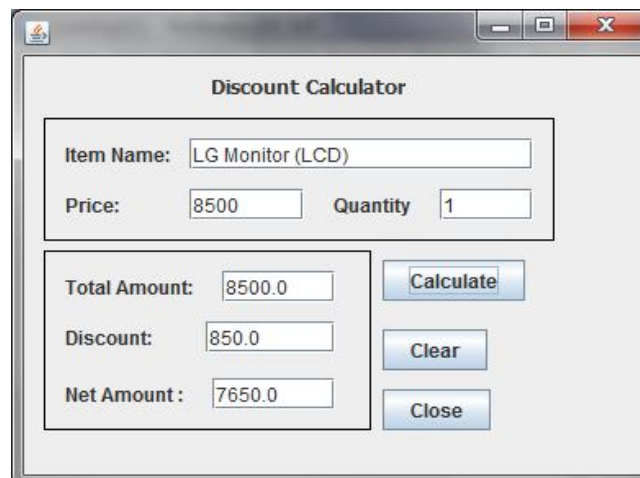 Discount Calculator
Item Name: LG Monitor (LCD)
Price: 8500 Quantity 1
Total Amount: 8500.0 Calculate
Discount: 850.0
Clear
Net Amount : 7650.0
Close